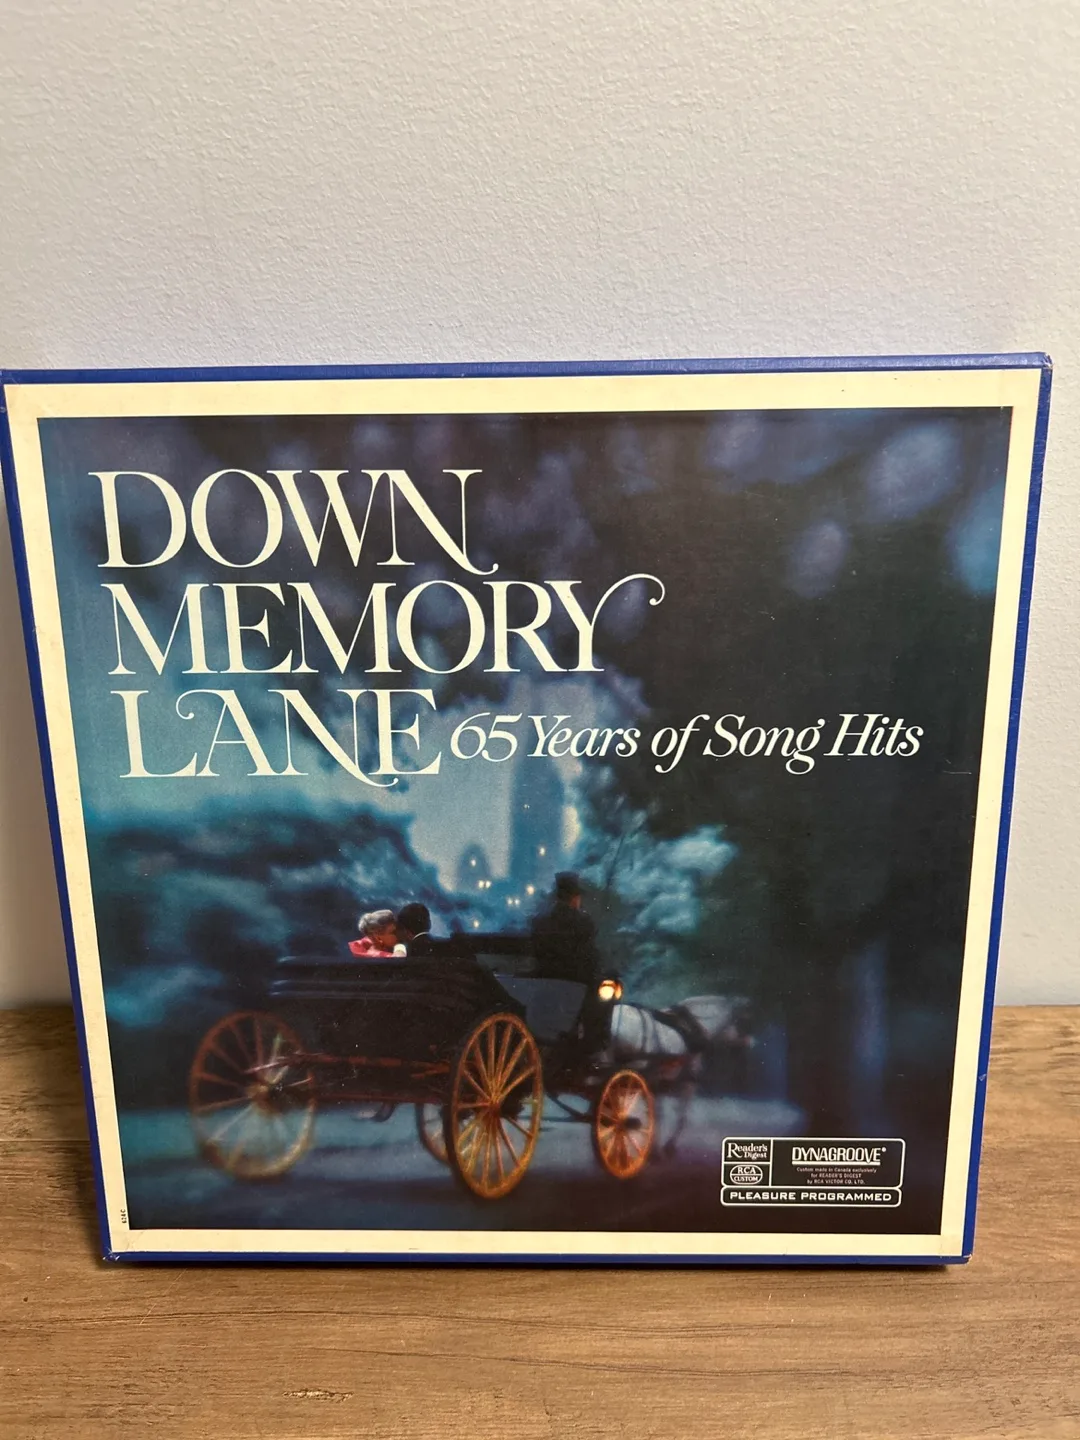 DOWN
MEMORY
LANE 65 Years of Song Hits
Reader's
Digest
RCA
CUSTOM
DYNAGROOVE®
Custom made in Canada exclusively
for READER'S DIGEST
by RCA VICTOR CO. LTD.
PLEASURE PROGRAMMED